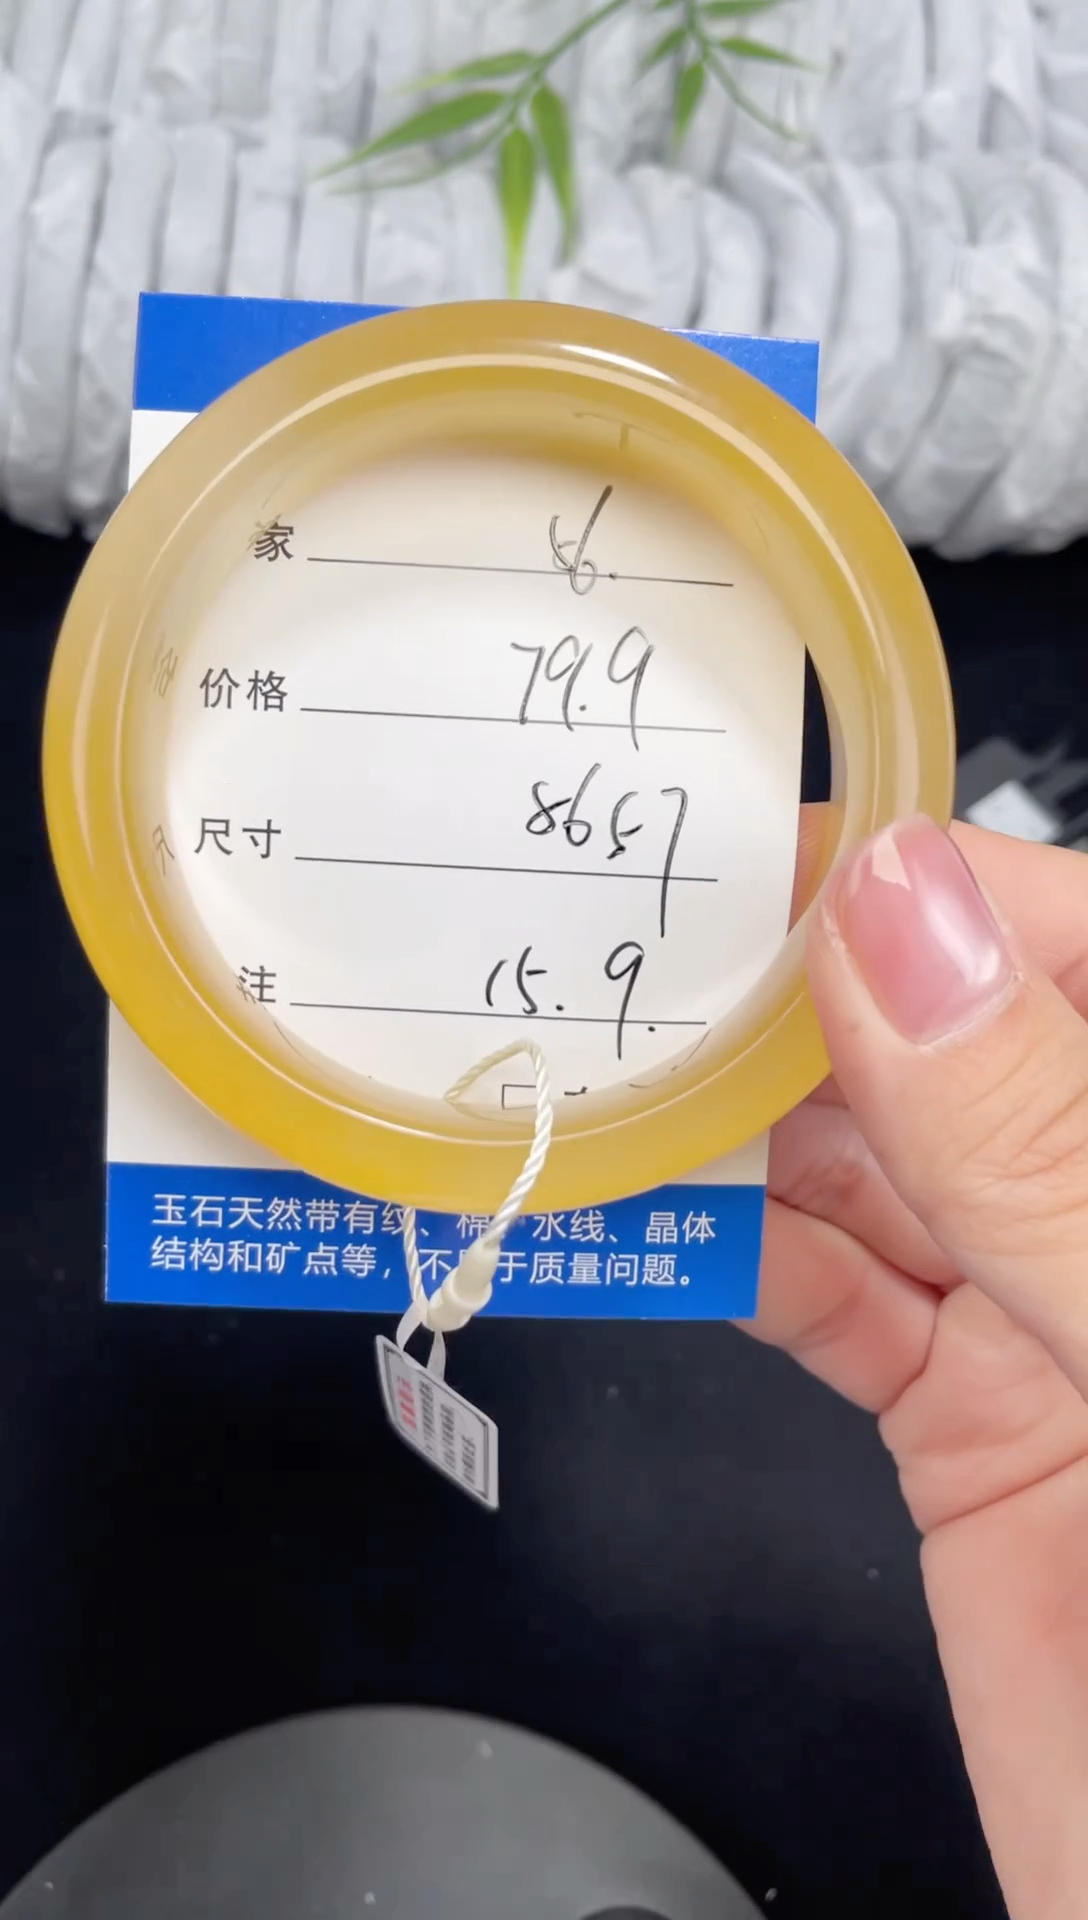 家 56.
价格 79.9
尺寸 8657
注 15.9.
玉石天然带有纹、棉、水线、晶体
结构和矿点等，不属于质量问题。